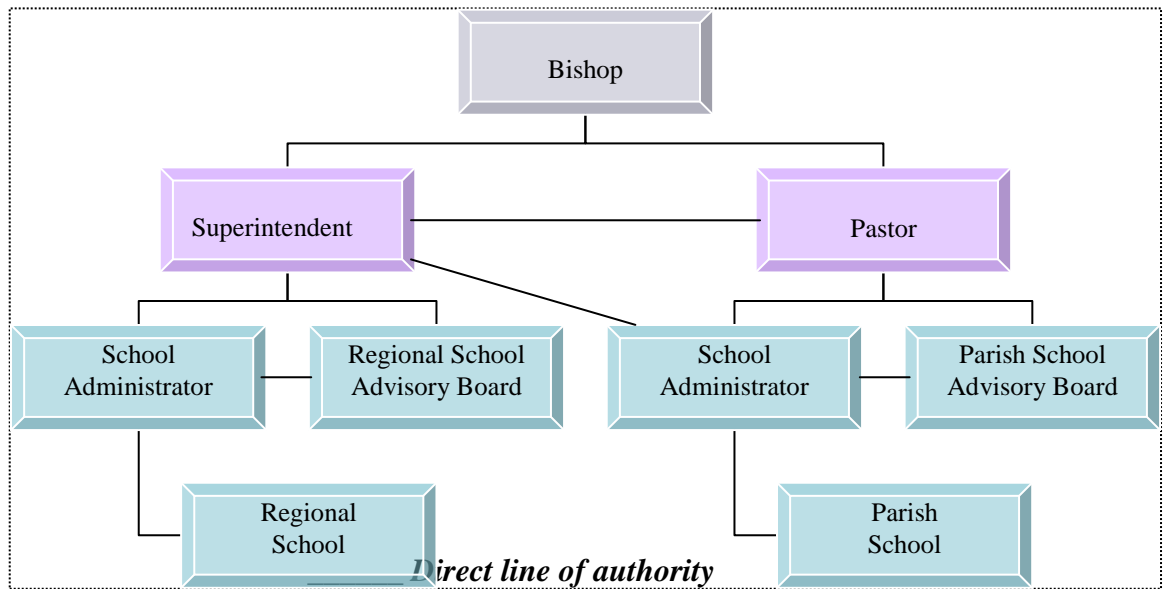 Bishop
Superintendent
Pastor
School
Administrator
Regional School
Advisory Board
School
Administrator
Parish School
Advisory Board
Regional
School
Parish
School
_______ Direct line of authority